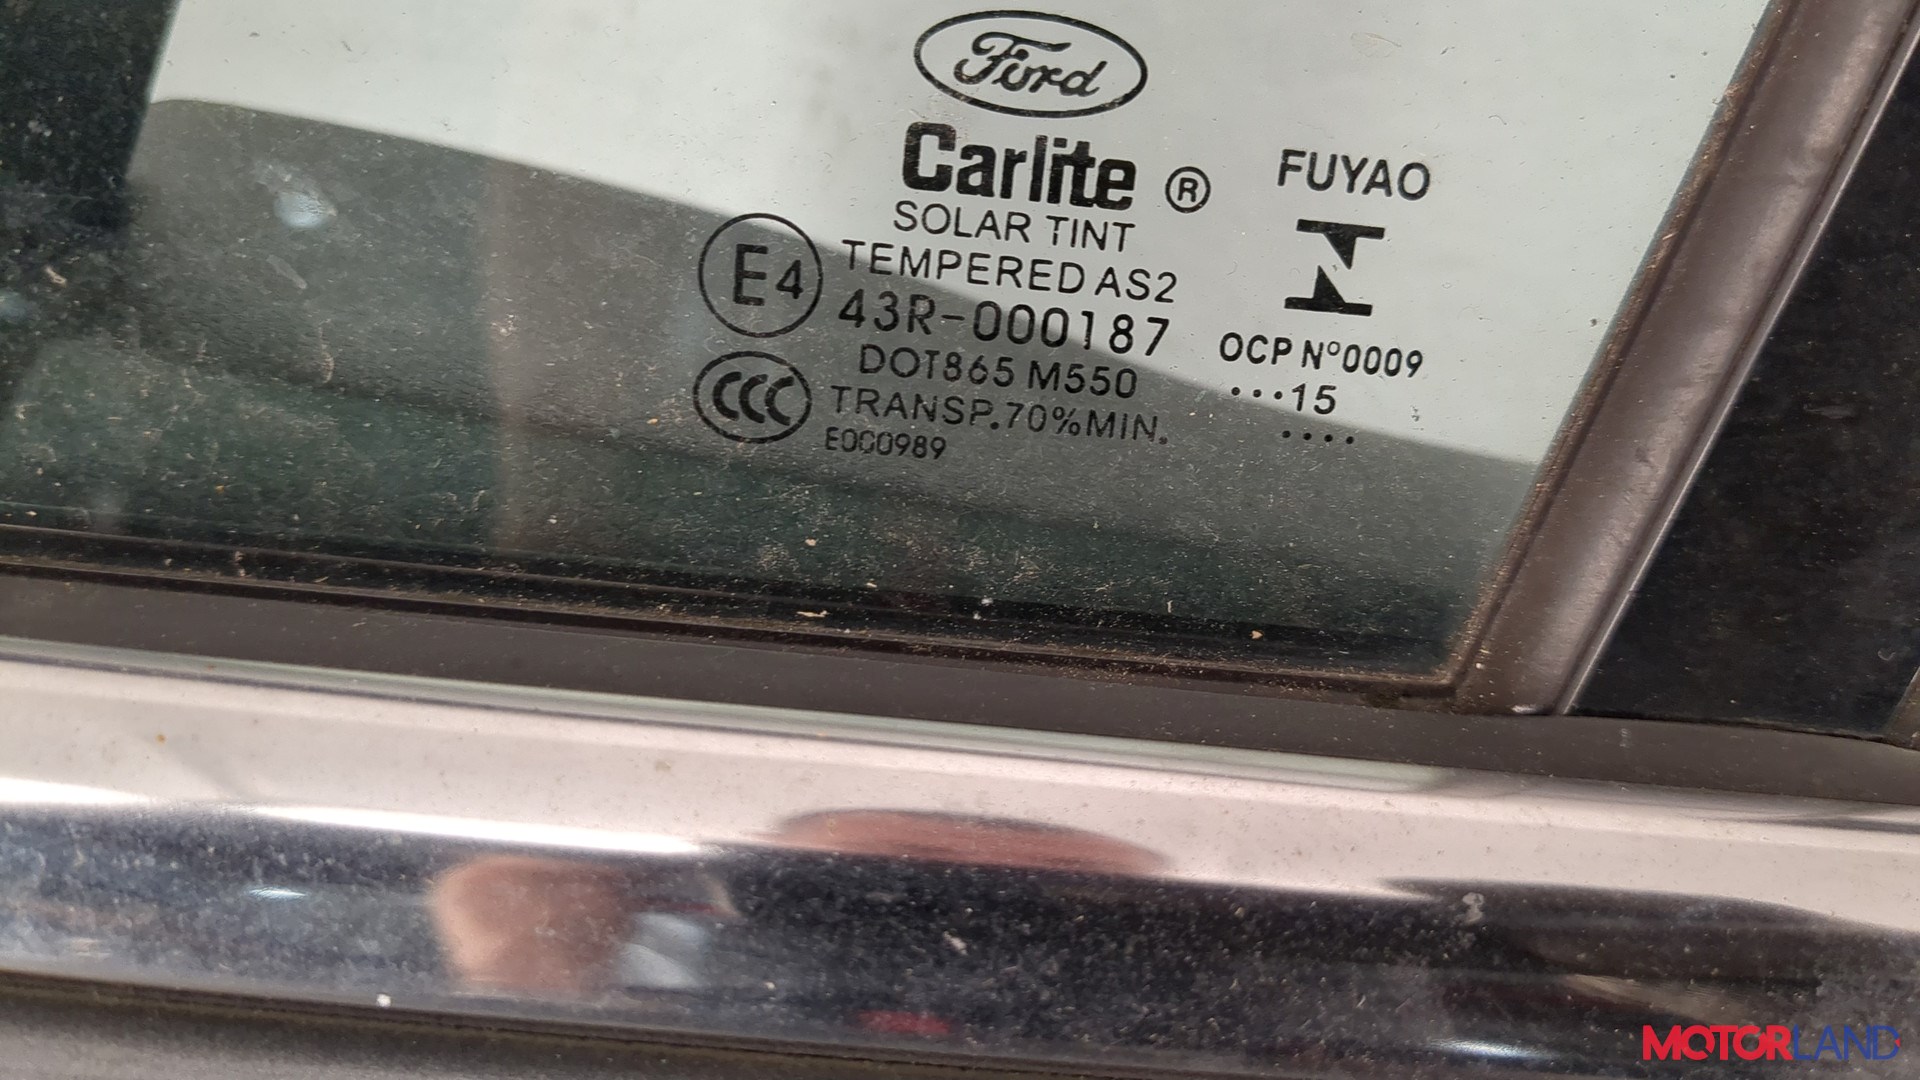 Ford
Carlite ®
SOLAR TINT
TEMPERED AS2
E4
43R-000187
DOT865 M550
CCC
TRANSP.70%MIN.
E000989
FUYAO
OCP Nº0009
...15
....
MOTORLAND